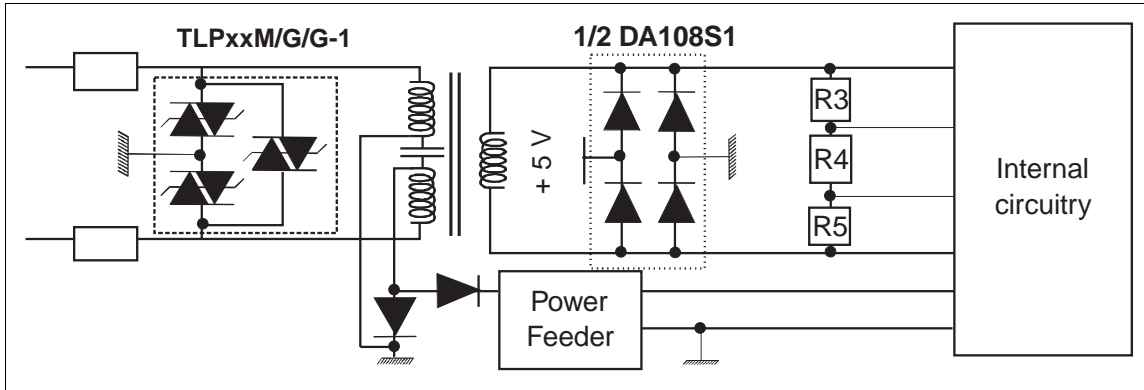 TLPxxM/G/G-1
1/2 DA108S1
+ 5 V
R3
R4
R5
Internal
circuitry
Power
Feeder